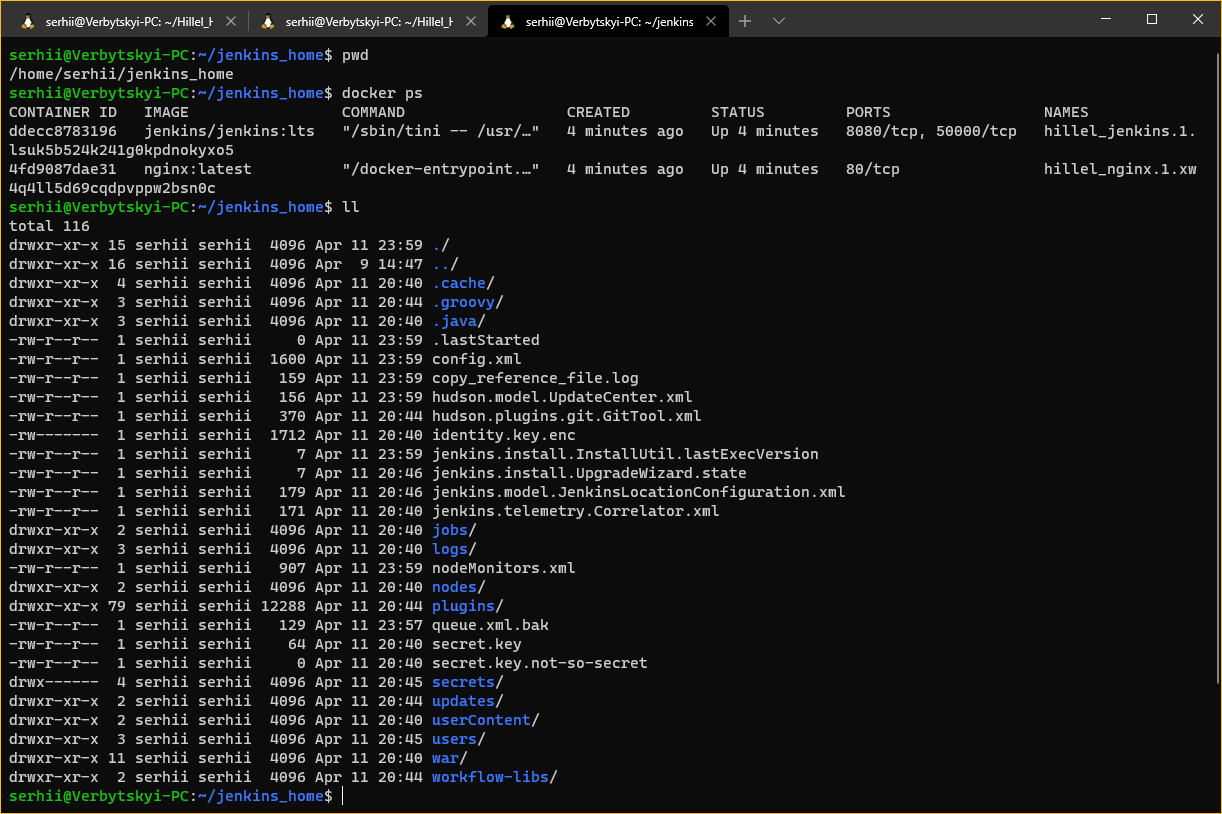 serhii@Verbytskyi-PC: ~/Hillel_H
serhii@Verbytskyi-PC: ~/Hillel_H
serhii@Verbytskyi-PC: ~/jenkins
serhii@Verbytskyi-PC:~/jenkins_home$ pwd
/home/serhii/jenkins_home
serhii@Verbytskyi-PC:~/jenkins_home$ docker ps
CONTAINER ID   IMAGE                 COMMAND                  CREATED         STATUS         PORTS                 NAMES
ddecc8783196   jenkins/jenkins:lts   "/sbin/tini -- /usr/…"   4 minutes ago   Up 4 minutes   8080/tcp, 50000/tcp   hillel_jenkins.1.
lsuk5b524k241g0kpdnokyxo5
4fd9087dae31   nginx:latest          "/docker-entrypoint.…"   4 minutes ago   Up 4 minutes   80/tcp                hillel_nginx.1.xw
4q4ll5d69cqdpvppw2bsn0c
serhii@Verbytskyi-PC:~/jenkins_home$ ll
total 116
drwxr-xr-x 15 serhii serhii  4096 Apr 11 23:59 ./
drwxr-xr-x 16 serhii serhii  4096 Apr  9 14:47 ../
drwxr-xr-x  4 serhii serhii  4096 Apr 11 20:40 .cache/
drwxr-xr-x  3 serhii serhii  4096 Apr 11 20:44 .groovy/
drwxr-xr-x  3 serhii serhii  4096 Apr 11 20:40 .java/
-rw-r--r--  1 serhii serhii     0 Apr 11 23:59 .lastStarted
-rw-r--r--  1 serhii serhii  1600 Apr 11 23:59 config.xml
-rw-r--r--  1 serhii serhii   159 Apr 11 23:59 copy_reference_file.log
-rw-r--r--  1 serhii serhii   156 Apr 11 23:59 hudson.model.UpdateCenter.xml
-rw-r--r--  1 serhii serhii   370 Apr 11 20:44 hudson.plugins.git.GitTool.xml
-rw-------  1 serhii serhii  1712 Apr 11 20:40 identity.key.enc
-rw-r--r--  1 serhii serhii     7 Apr 11 23:59 jenkins.install.InstallUtil.lastExecVersion
-rw-r--r--  1 serhii serhii     7 Apr 11 20:46 jenkins.install.UpgradeWizard.state
-rw-r--r--  1 serhii serhii   179 Apr 11 20:46 jenkins.model.JenkinsLocationConfiguration.xml
-rw-r--r--  1 serhii serhii   171 Apr 11 20:40 jenkins.telemetry.Correlator.xml
drwxr-xr-x  2 serhii serhii  4096 Apr 11 20:40 jobs/
drwxr-xr-x  3 serhii serhii  4096 Apr 11 20:40 logs/
-rw-r--r--  1 serhii serhii   907 Apr 11 23:59 nodeMonitors.xml
drwxr-xr-x  2 serhii serhii  4096 Apr 11 20:40 nodes/
drwxr-xr-x 79 serhii serhii 12288 Apr 11 20:44 plugins/
-rw-r--r--  1 serhii serhii   129 Apr 11 23:57 queue.xml.bak
-rw-r--r--  1 serhii serhii    64 Apr 11 20:40 secret.key
-rw-r--r--  1 serhii serhii     0 Apr 11 20:40 secret.key.not-so-secret
drwx------  4 serhii serhii  4096 Apr 11 20:45 secrets/
drwxr-xr-x  2 serhii serhii  4096 Apr 11 20:44 updates/
drwxr-xr-x  2 serhii serhii  4096 Apr 11 20:40 userContent/
drwxr-xr-x  3 serhii serhii  4096 Apr 11 20:45 users/
drwxr-xr-x 11 serhii serhii  4096 Apr 11 20:40 war/
drwxr-xr-x  2 serhii serhii  4096 Apr 11 20:44 workflow-libs/
serhii@Verbytskyi-PC:~/jenkins_home$